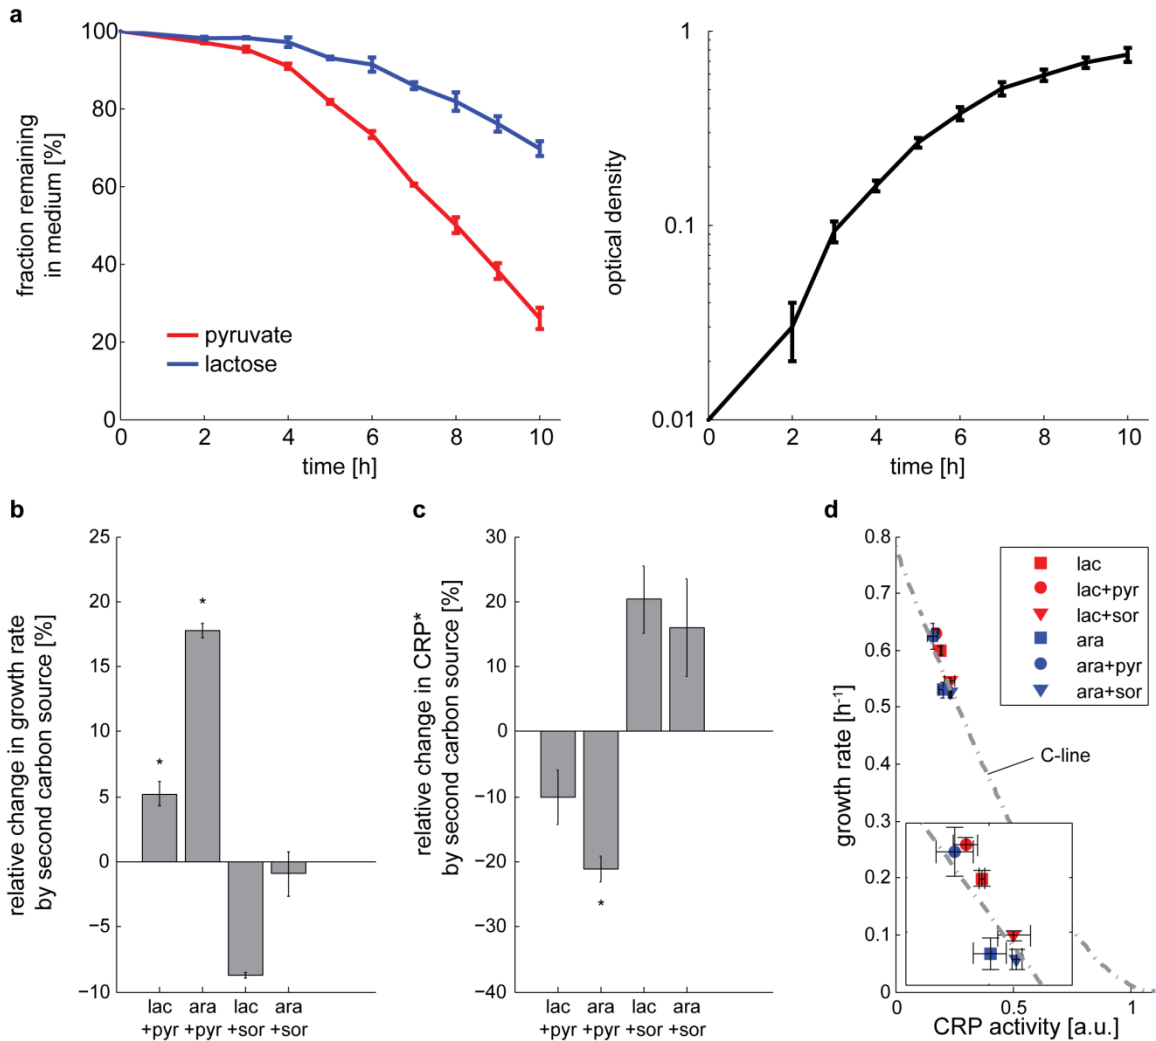 a
100
80
60
40
20
0
fraction remaining
in medium [%]
pyruvate
lactose
0
2
4
6
8
10
time [h]
1
0.1
0.01
optical density
0
2
4
6
8
10
time [h]
b
25
20
15
10
5
0
−5
−10
relative change in growth rate
by second carbon source [%]
*
*
lac
+pyr
ara
+pyr
lac
+sor
ara
+sor
c
30
20
10
0
−10
−20
−30
−40
relative change in CRP*
by second carbon source [%]
*
lac
+pyr
ara
+pyr
lac
+sor
ara
+sor
d
0.8
0.7
0.6
0.5
0.4
0.3
0.2
0.1
0
growth rate [h-1]
lac
lac+pyr
lac+sor
ara
ara+pyr
ara+sor
C-line
0
0.5
1
CRP activity [a.u.]